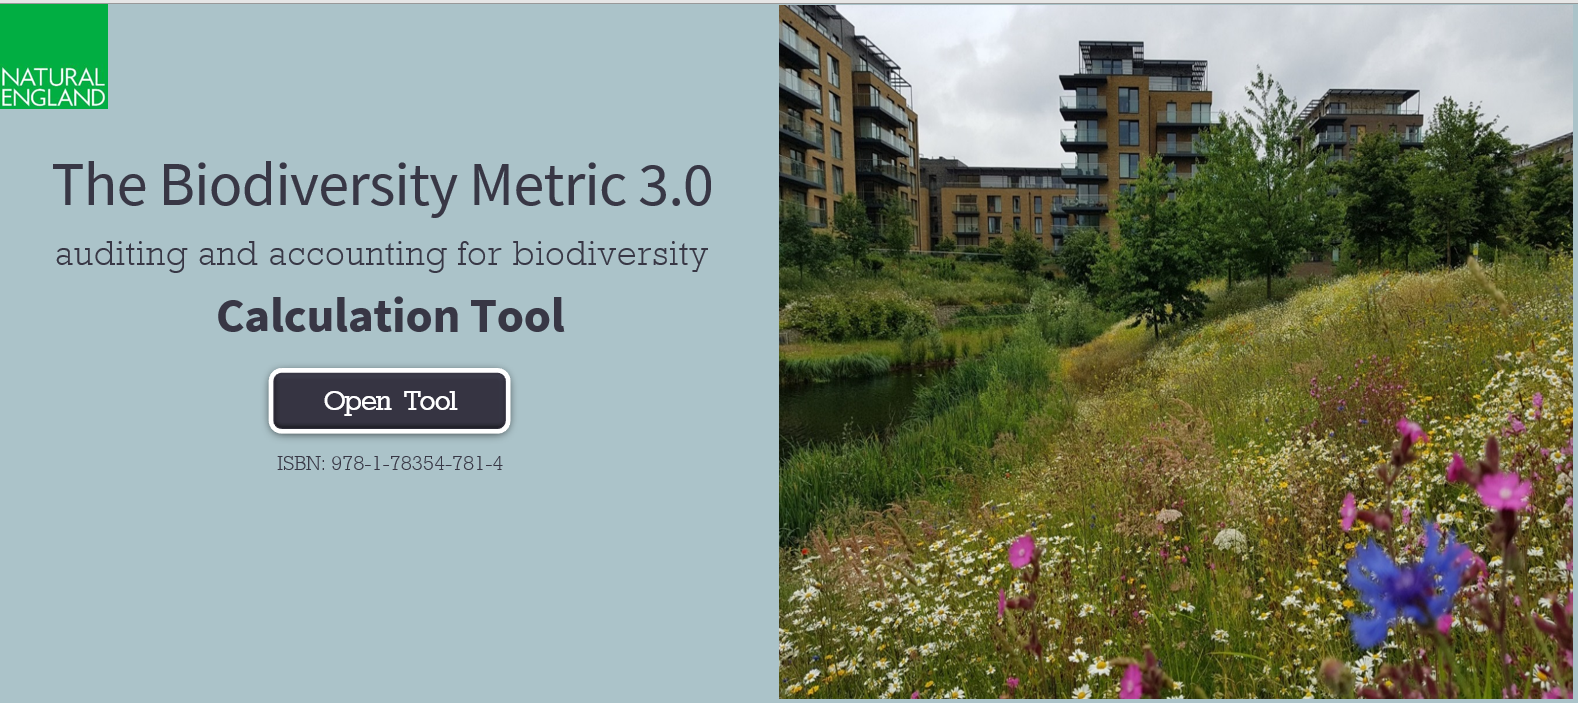 NATURAL
ENGLAND
The Biodiversity Metric 3.0
auditing and accounting for biodiversity
Calculation Tool
Open Tool
ISBN: 978-1-78354-781-4